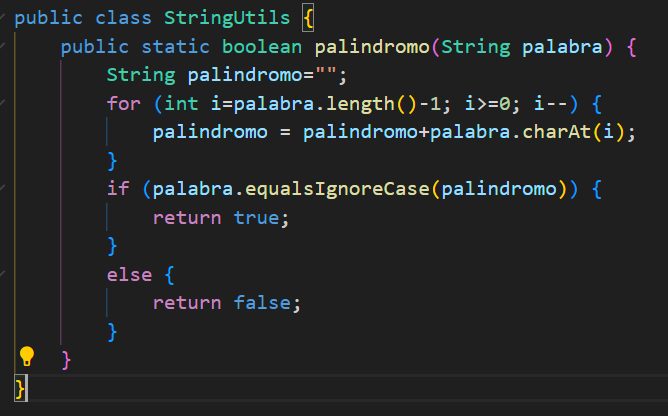 public class StringUtils {
    public static boolean palindromo(String palabra) {
        String palindromo="";
        for (int i=palabra.length()-1; i>=0; i--) {
            palindromo = palindromo+palabra.charAt(i);
        }
        if (palabra.equalsIgnoreCase(palindromo)) {
            return true;
        }
        else {
            return false;
        }
    }
}